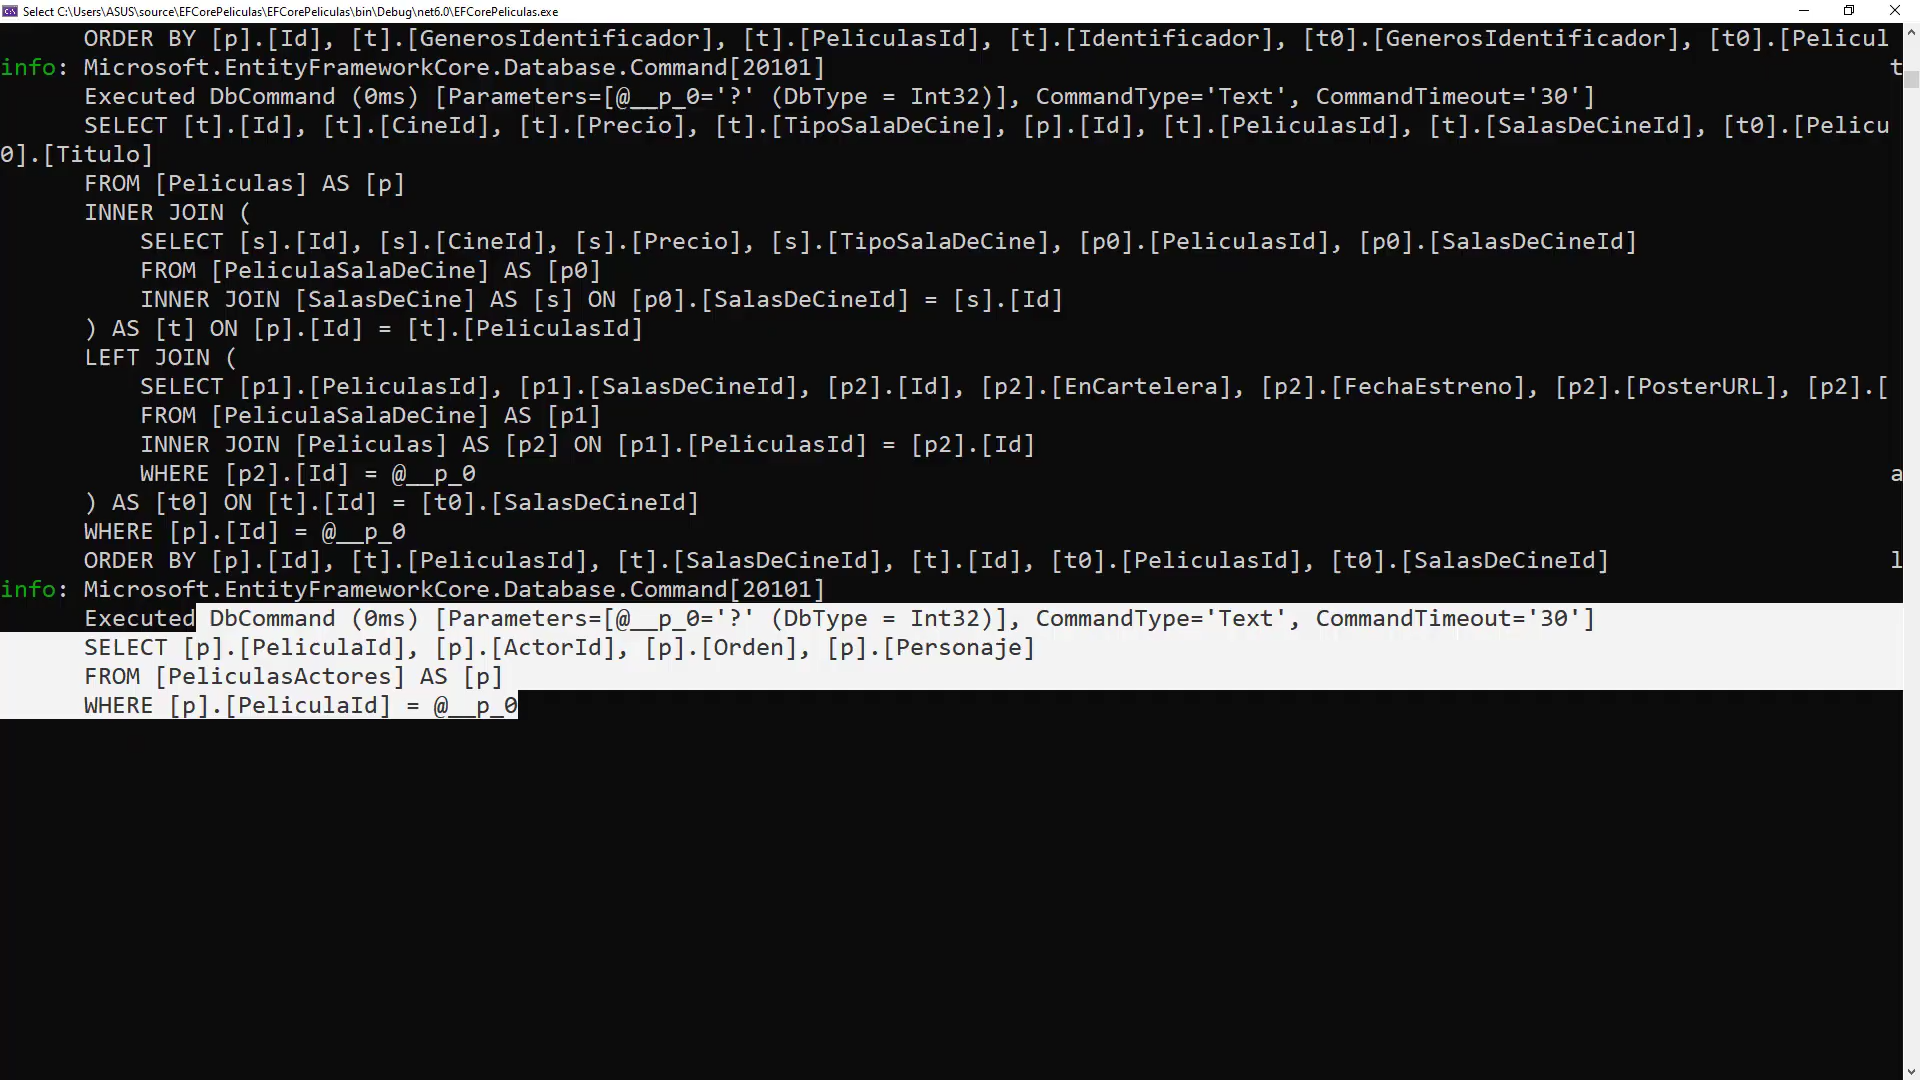 Select C:\Users\ASUS\source\EFCorePeliculas\EFCorePeliculas\bin\Debug\net6.0\EFCorePeliculas.exe
ORDER BY [p].[Id], [t].[GenerosIdentificador], [t].[PeliculasId], [t].[Identificador], [t0].[GenerosIdentificador], [t0].[Pelicul
info: Microsoft.EntityFrameworkCore.Database.Command[20101] t
Executed DbCommand (0ms) [Parameters=[@__p_0='?' (DbType = Int32)], CommandType='Text', CommandTimeout='30']
SELECT [t].[Id], [t].[CineId], [t].[Precio], [t].[TipoSalaDeCine], [p].[Id], [t].[PeliculasId], [t].[SalasDeCineId], [t0].[Pelicu
0].[Titulo]
FROM [Peliculas] AS [p]
INNER JOIN (
SELECT [s].[Id], [s].[CineId], [s].[Precio], [s].[TipoSalaDeCine], [p0].[PeliculasId], [p0].[SalasDeCineId]
FROM [PeliculaSalaDeCine] AS [p0]
INNER JOIN [SalasDeCine] AS [s] ON [p0].[SalasDeCineId] = [s].[Id]
) AS [t] ON [p].[Id] = [t].[PeliculasId]
LEFT JOIN (
SELECT [p1].[PeliculasId], [p1].[SalasDeCineId], [p2].[Id], [p2].[EnCartelera], [p2].[FechaEstreno], [p2].[PosterURL], [p2].[
FROM [PeliculaSalaDeCine] AS [p1]
INNER JOIN [Peliculas] AS [p2] ON [p1].[PeliculasId] = [p2].[Id]
WHERE [p2].[Id] = @__p_0 a
) AS [t0] ON [t].[Id] = [t0].[SalasDeCineId]
WHERE [p].[Id] = @__p_0
ORDER BY [p].[Id], [t].[PeliculasId], [t].[SalasDeCineId], [t].[Id], [t0].[PeliculasId], [t0].[SalasDeCineId] l
info: Microsoft.EntityFrameworkCore.Database.Command[20101]
Executed DbCommand (0ms) [Parameters=[@__p_0='?' (DbType = Int32)], CommandType='Text', CommandTimeout='30']
SELECT [p].[PeliculaId], [p].[ActorId], [p].[Orden], [p].[Personaje]
FROM [PeliculasActores] AS [p]
WHERE [p].[PeliculaId] = @__p_0